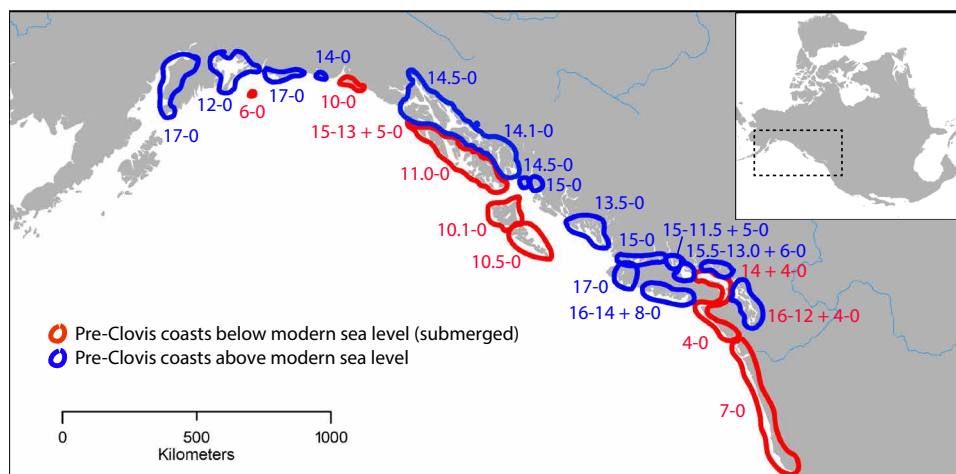 14-0
17-0
12-0
6-0
17-0
10-0
14.5-0
15-13 + 5-0
14.1-0
11.0-0
14.5-0
15-0
10.1-0
10.5-0
13.5-0
15-0
15-11.5 + 5-0
15.5-13.0 + 6-0
14 + 4-0
17-0
16-14 + 8-0
16-12 + 4-0
4-0
7-0
Pre-Clovis coasts below modern sea level (submerged)
Pre-Clovis coasts above modern sea level
0 500 1000
Kilometers